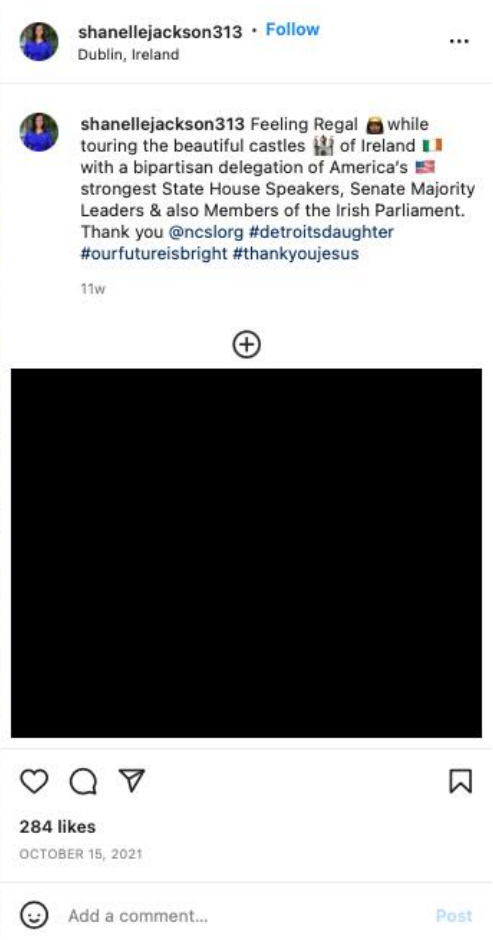 shanellejackson313 • Follow
Dublin, Ireland
shanellejackson313 Feeling Regal 👸🏾 while
touring the beautiful castles 🏰 of Ireland 🇮🇪
with a bipartisan delegation of America's 🇺🇸
strongest State House Speakers, Senate Majority
Leaders & also Members of the Irish Parliament.
Thank you @ncslorg #detroitsdaughter
#ourfutureisbright #thankyoujesus
11w
284 likes
OCTOBER 15, 2021
Add a comment...
Post